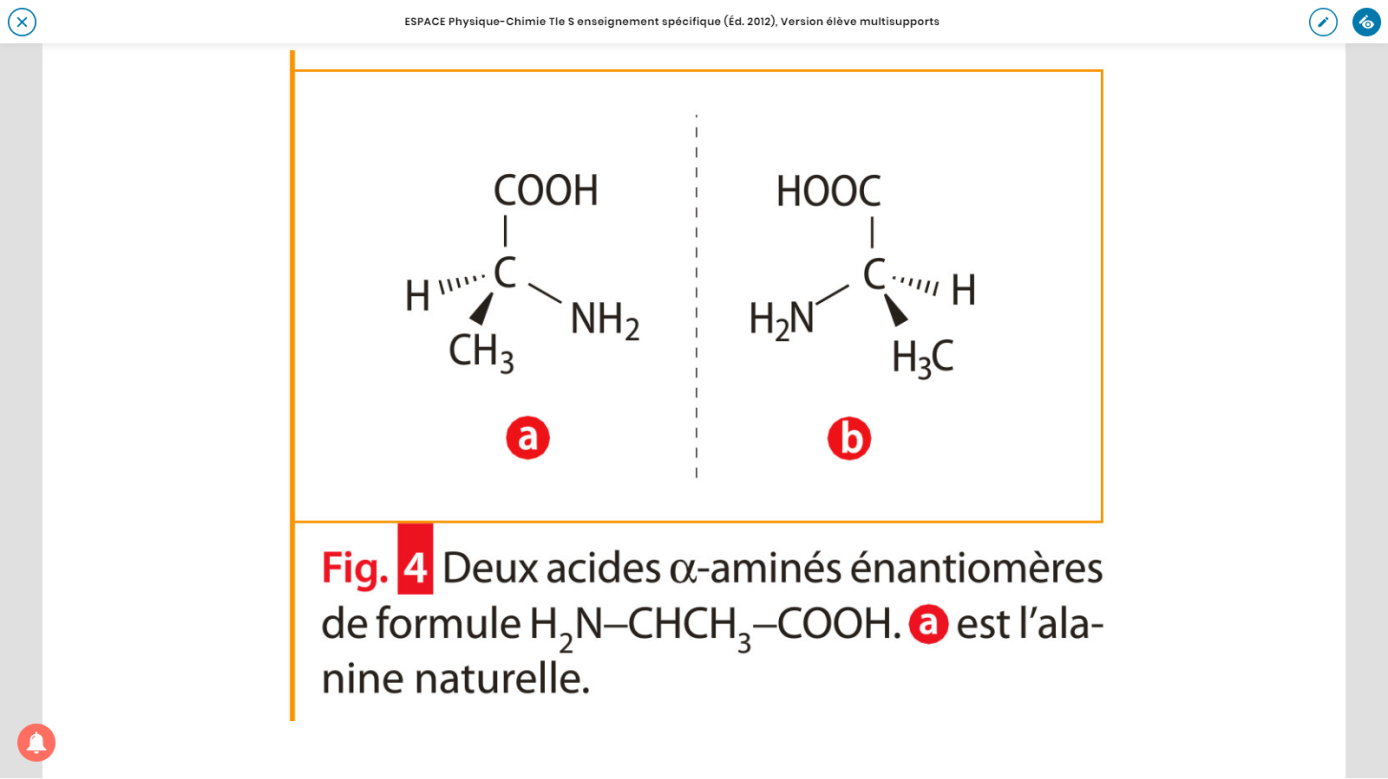 ESPACE Physique-Chimie Tle S enseignement spécifique (Éd. 2012), Version élève multisupports
COOH
C
H
NH2
CH3
a
HOOC
C
H
H2N
H3C
b
Fig. 4 Deux acides α-aminés énantiomères
de formule H2N–CHCH3–COOH. a est l’ala-
nine naturelle.